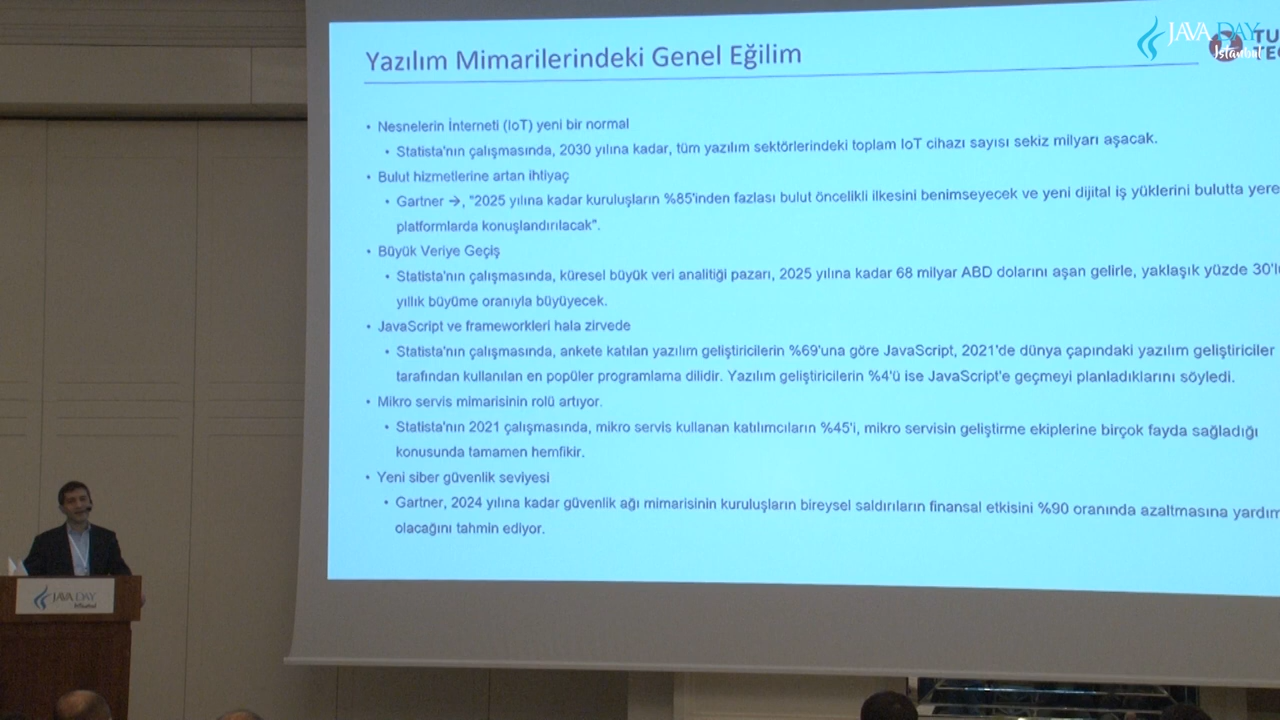 JAVA DAY
İstanbul
TU
TEC
Yazılım Mimarilerindeki Genel Eğilim
• Nesnelerin İnterneti (IoT) yeni bir normal
• Statista'nın çalışmasında, 2030 yılına kadar, tüm yazılım sektörlerindeki toplam IoT cihazı sayısı sekiz milyarı aşacak.
• Bulut hizmetlerine artan ihtiyaç
• Gartner →, "2025 yılına kadar kuruluşların %85'inden fazlası bulut öncelikli ilkesini benimseyecek ve yeni dijital iş yüklerini bulutta yere
platformlarda konuşlandırılacak".
• Büyük Veriye Geçiş
• Statista'nın çalışmasında, küresel büyük veri analitiği pazarı, 2025 yılına kadar 68 milyar ABD dolarını aşan gelirle, yaklaşık yüzde 30'lu
yıllık büyüme oranıyla büyüyecek.
• JavaScript ve frameworkleri hala zirvede
• Statista'nın çalışmasında, ankete katılan yazılım geliştiricilerin %69'una göre JavaScript, 2021'de dünya çapındaki yazılım geliştiriciler
tarafından kullanılan en popüler programlama dilidir. Yazılım geliştiricilerin %4'ü ise JavaScript'e geçmeyi planladıklarını söyledi.
• Mikro servis mimarisinin rolü artıyor.
• Statista'nın 2021 çalışmasında, mikro servis kullanan katılımcıların %45'i, mikro servisin geliştirme ekiplerine birçok fayda sağladığı
konusunda tamamen hemfikir.
• Yeni siber güvenlik seviyesi
• Gartner, 2024 yılına kadar güvenlik ağı mimarisinin kuruluşların bireysel saldırıların finansal etkisini %90 oranında azaltmasına yardım
olacağını tahmin ediyor.
JAVA DAY
İstanbul